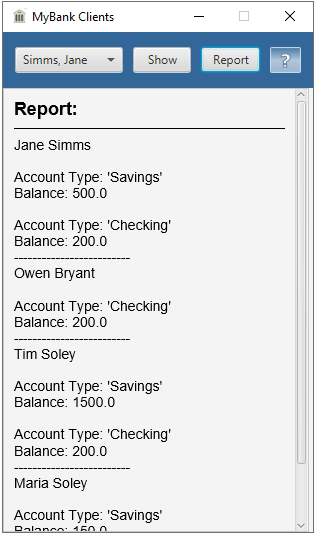 MyBank Clients
Simms, Jane
Show
Report
?
Report:
Jane Simms
Account Type: 'Savings'
Balance: 500.0
Account Type: 'Checking'
Balance: 200.0
-------------------------
Owen Bryant
Account Type: 'Checking'
Balance: 200.0
-------------------------
Tim Soley
Account Type: 'Savings'
Balance: 1500.0
Account Type: 'Checking'
Balance: 200.0
-------------------------
Maria Soley
Account Type: 'Savings'
Balance: 150.0